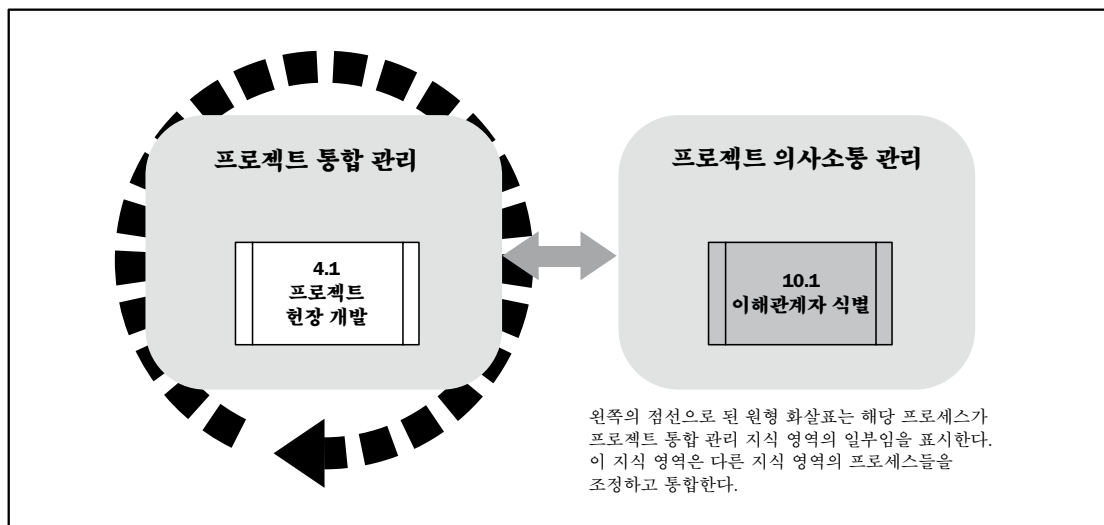 프로젝트 통합 관리
4.1
프로젝트
헌장 개발
프로젝트 의사소통 관리
10.1
이해관계자 식별
왼쪽의 점선으로 된 원형 화살표는 해당 프로세스가
프로젝트 통합 관리 지식 영역의 일부임을 표시한다.
이 지식 영역은 다른 지식 영역의 프로세스들을
조정하고 통합한다.